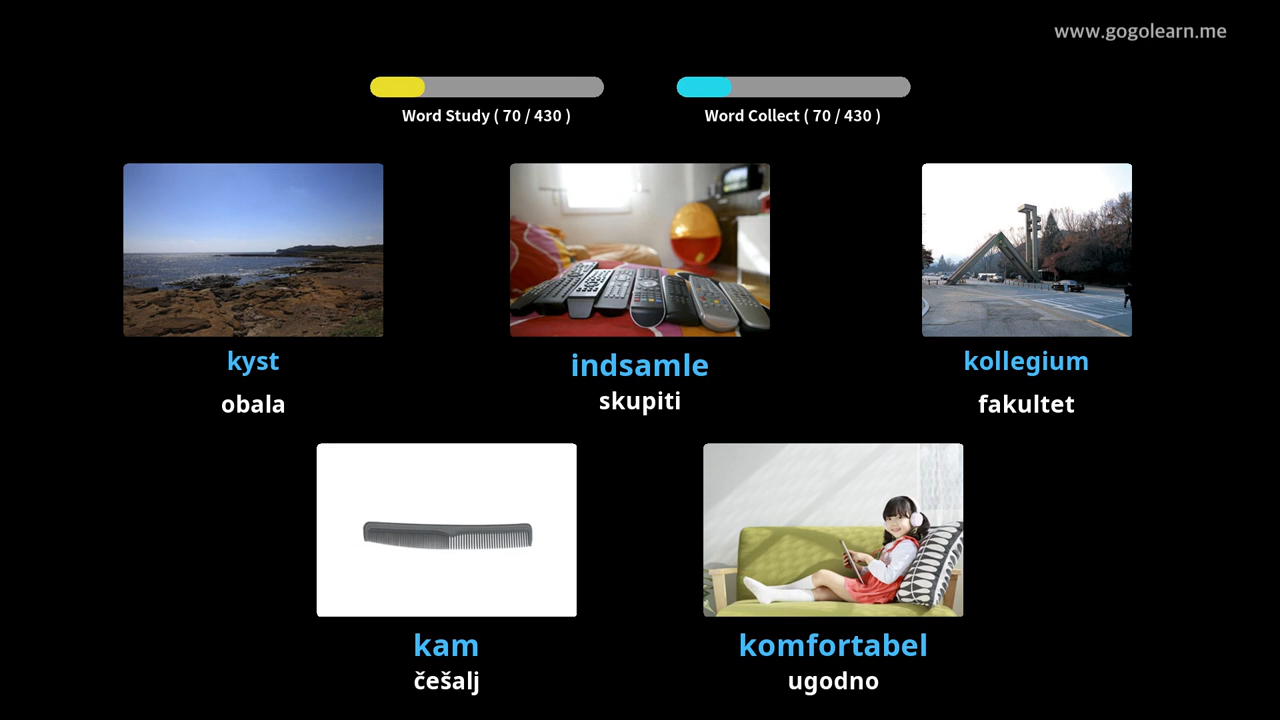 www.gogolearn.me
Word Study ( 70 / 430 )
Word Collect ( 70 / 430 )
kyst
obala
indsamle
skupiti
kollegium
fakultet
kam
češalj
komfortabel
ugodno